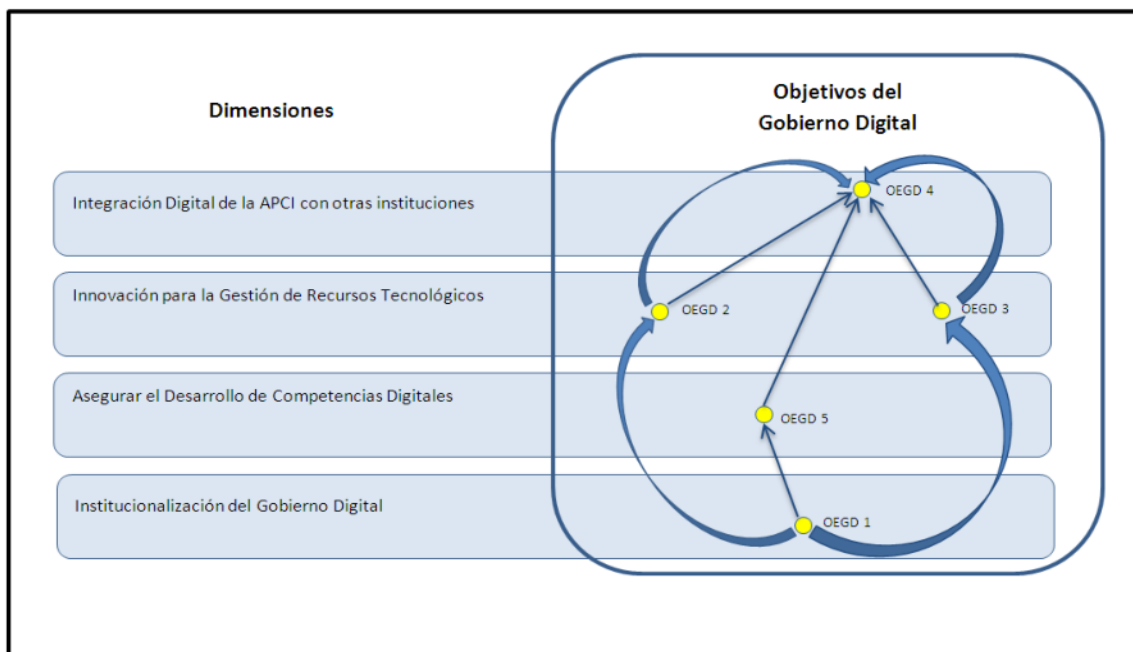 Dimensiones
Objetivos del
Gobierno Digital
Integración Digital de la APCI con otras instituciones
OEGD 4
Innovación para la Gestión de Recursos Tecnológicos
OEGD 2
OEGD 3
Asegurar el Desarrollo de Competencias Digitales
OEGD 5
Institucionalización del Gobierno Digital
OEGD 1